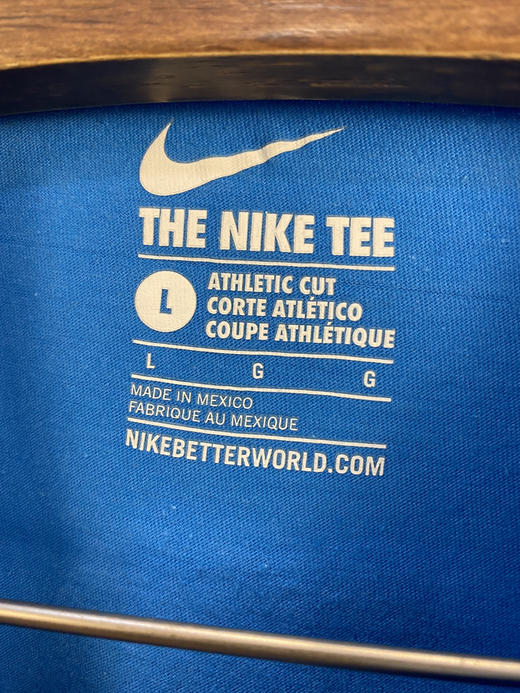 THE NIKE TEE
L
ATHLETIC CUT
CORTE ATLÉTICO
COUPE ATHLÉTIQUE
L G G
MADE IN MEXICO
FABRIQUE AU MEXIQUE
NIKEBETTERWORLD.COM